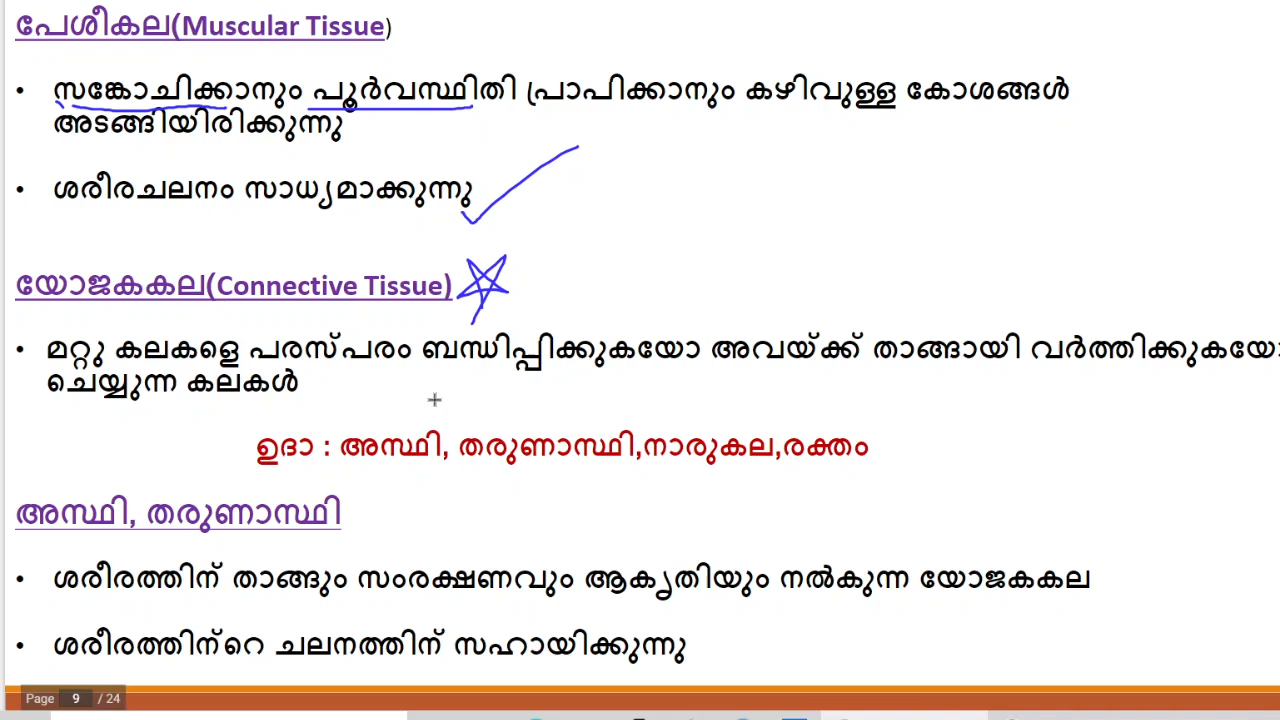 പേശീകല(Muscular Tissue)
• സങ്കോചിക്കാനും പൂർവസ്ഥിതി പ്രാപിക്കാനും കഴിവുള്ള കോശങ്ങൾ
അടങ്ങിയിരിക്കുന്നു
• ശരീരചലനം സാധ്യമാക്കുന്നു
യോജകകല(Connective Tissue)
• മറ്റു കലകളെ പരസ്പരം ബന്ധിപ്പിക്കുകയോ അവയ്ക്ക് താങ്ങായി വർത്തിക്കുകയോ
ചെയ്യുന്ന കലകൾ
ഉദാ : അസ്ഥി, തരുണാസ്ഥി,നാരുകല,രക്തം
അസ്ഥി, തരുണാസ്ഥി
• ശരീരത്തിന് താങ്ങും സംരക്ഷണവും ആകൃതിയും നൽകുന്ന യോജകകല
• ശരീരത്തിന്റെ ചലനത്തിന് സഹായിക്കുന്നു
Page 9 / 24